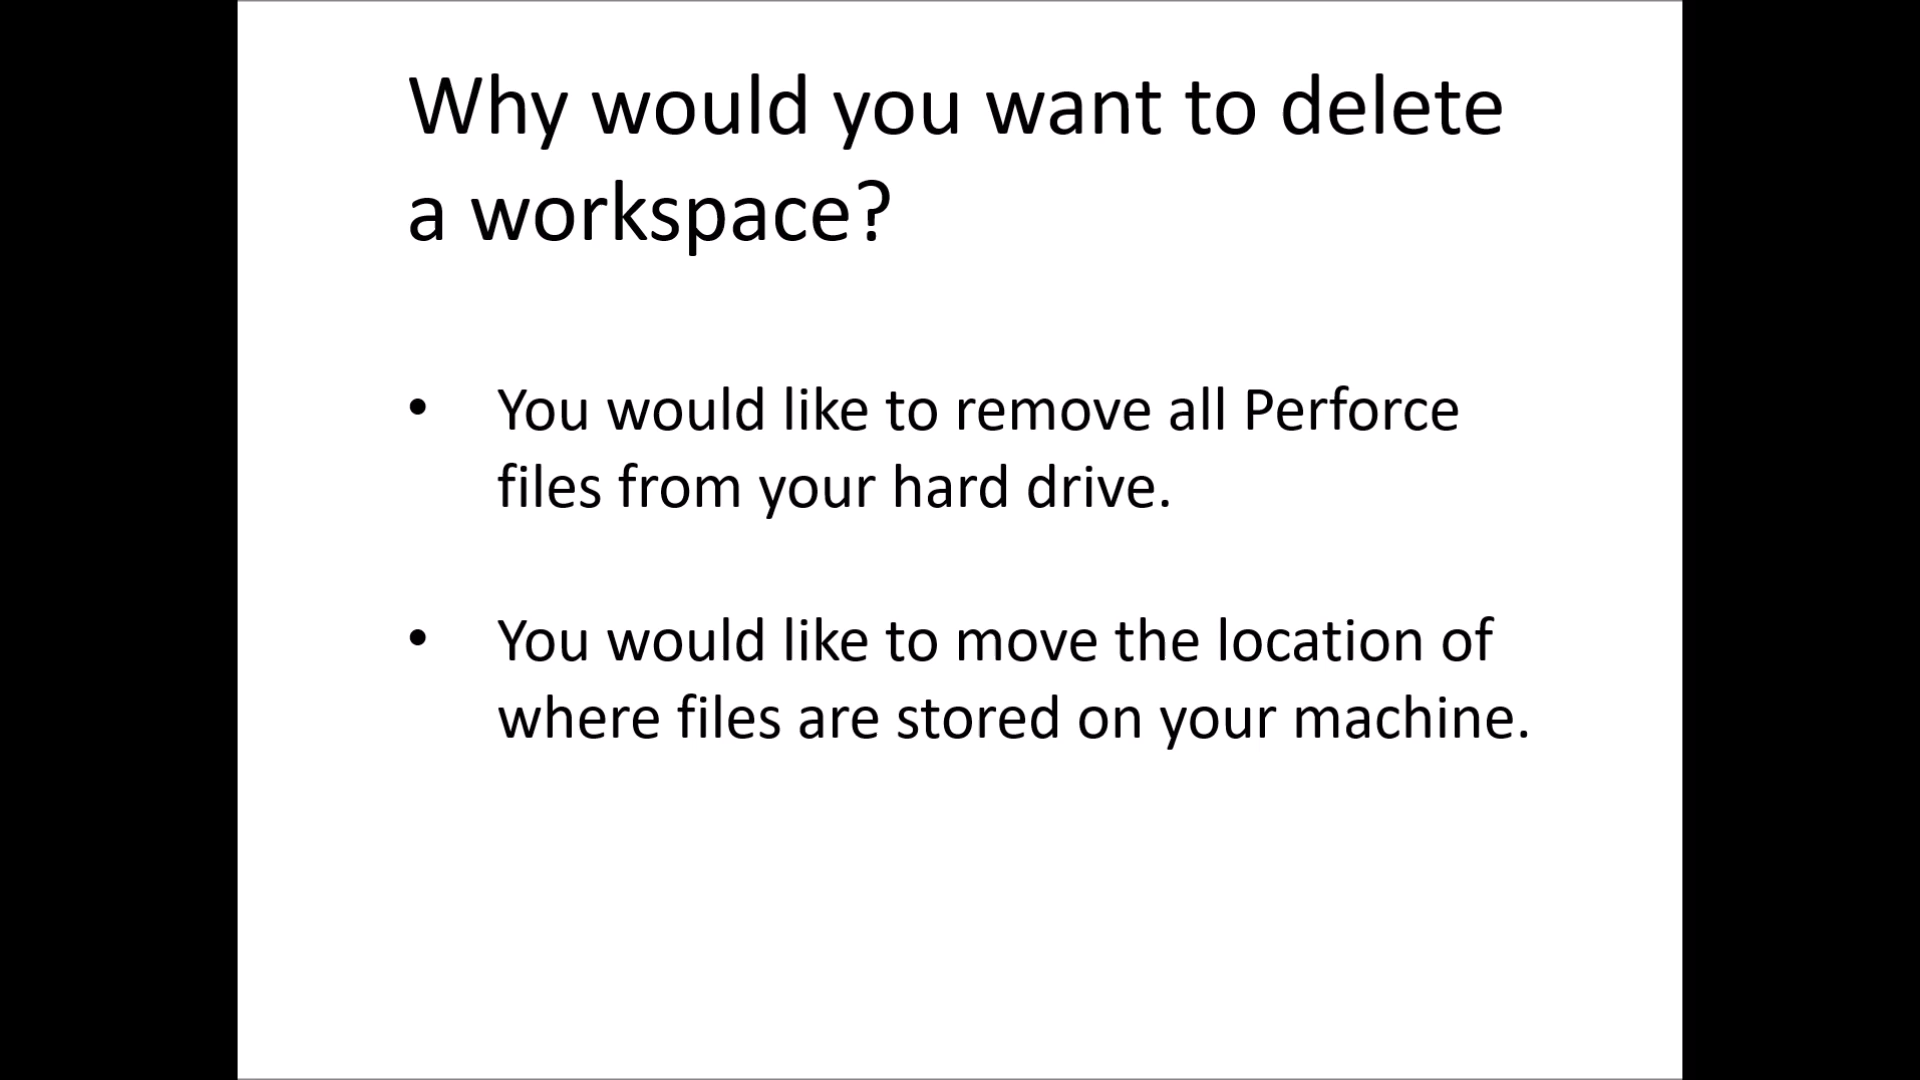 Why would you want to delete
a workspace?
• You would like to remove all Perforce
files from your hard drive.
• You would like to move the location of
where files are stored on your machine.